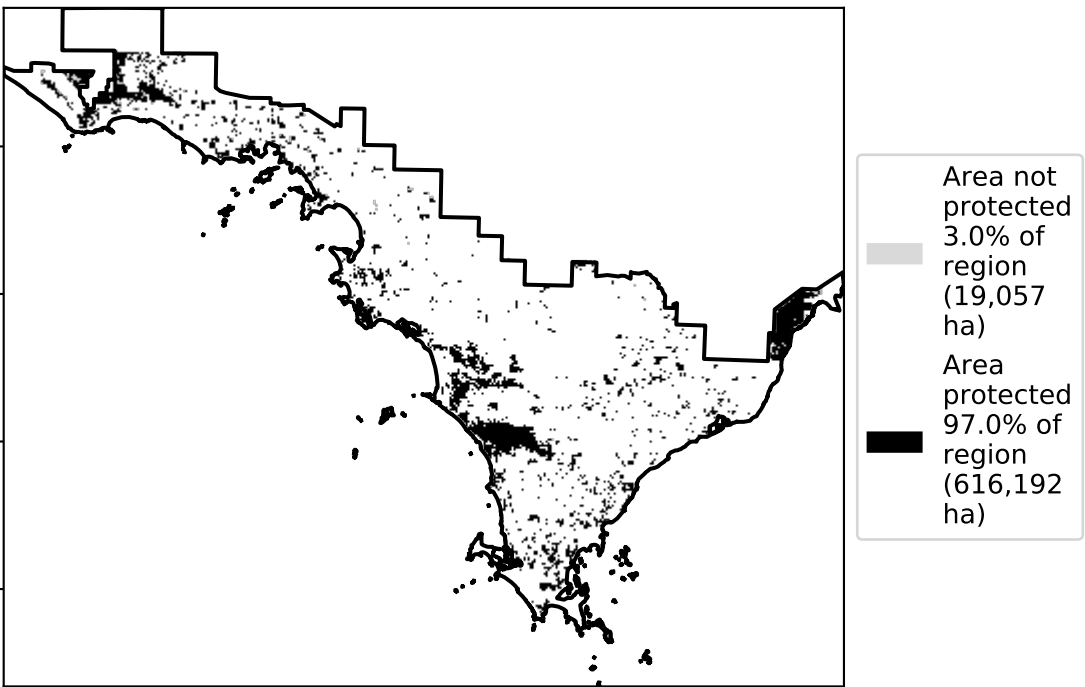 Area not
protected
3.0% of
region
(19,057
ha)
Area
protected
97.0% of
region
(616,192
ha)